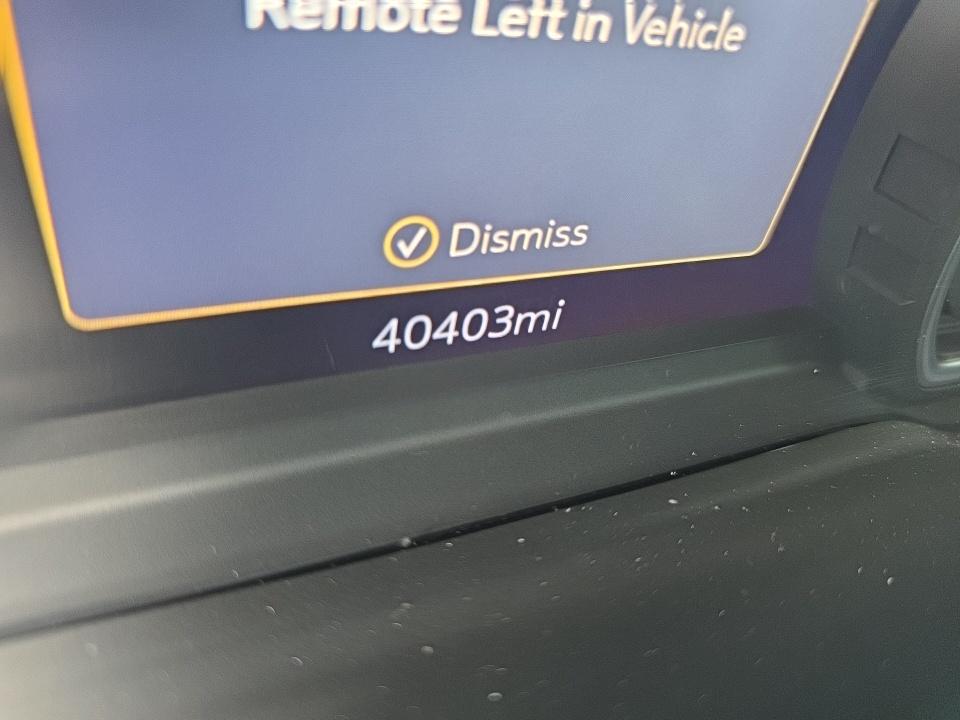 Remote Left in Vehicle
Dismiss
40403mi